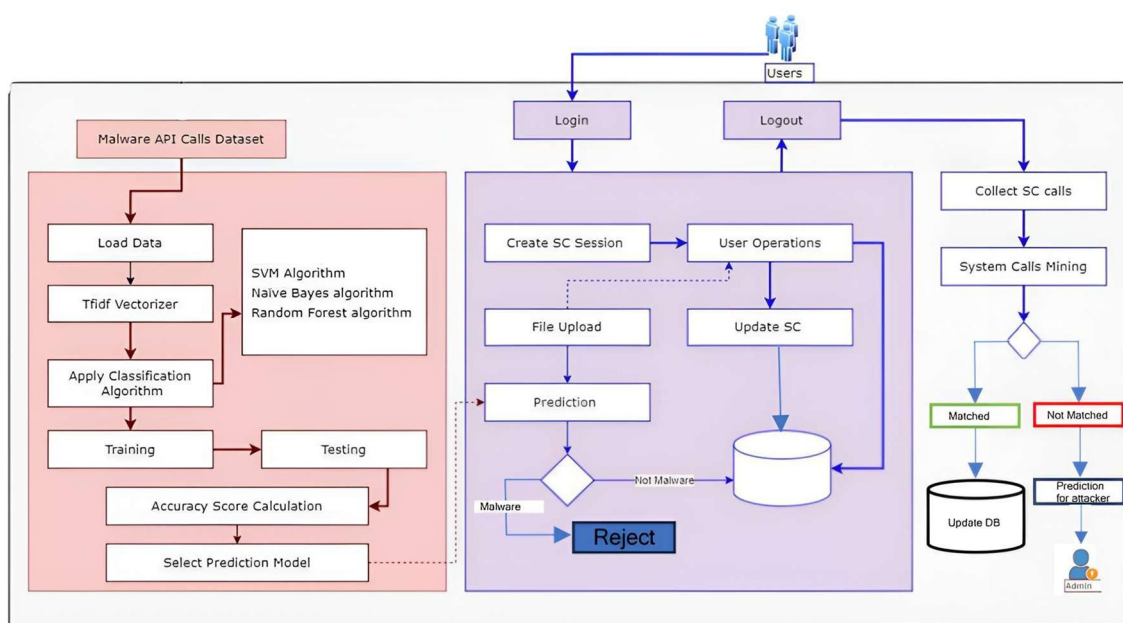 Users
Malware API Calls Dataset
Load Data
Tfidf Vectorizer
Apply Classification
Algorithm
SVM Algorithm
Naïve Bayes algorithm
Random Forest algorithm
Training
Testing
Accuracy Score Calculation
Select Prediction Model
Login
Logout
Create SC Session
User Operations
File Upload
Update SC
Prediction
Malware
Not Malware
Reject
Collect SC calls
System Calls Mining
Matched
Not Matched
Update DB
Prediction
for attacker
Admin